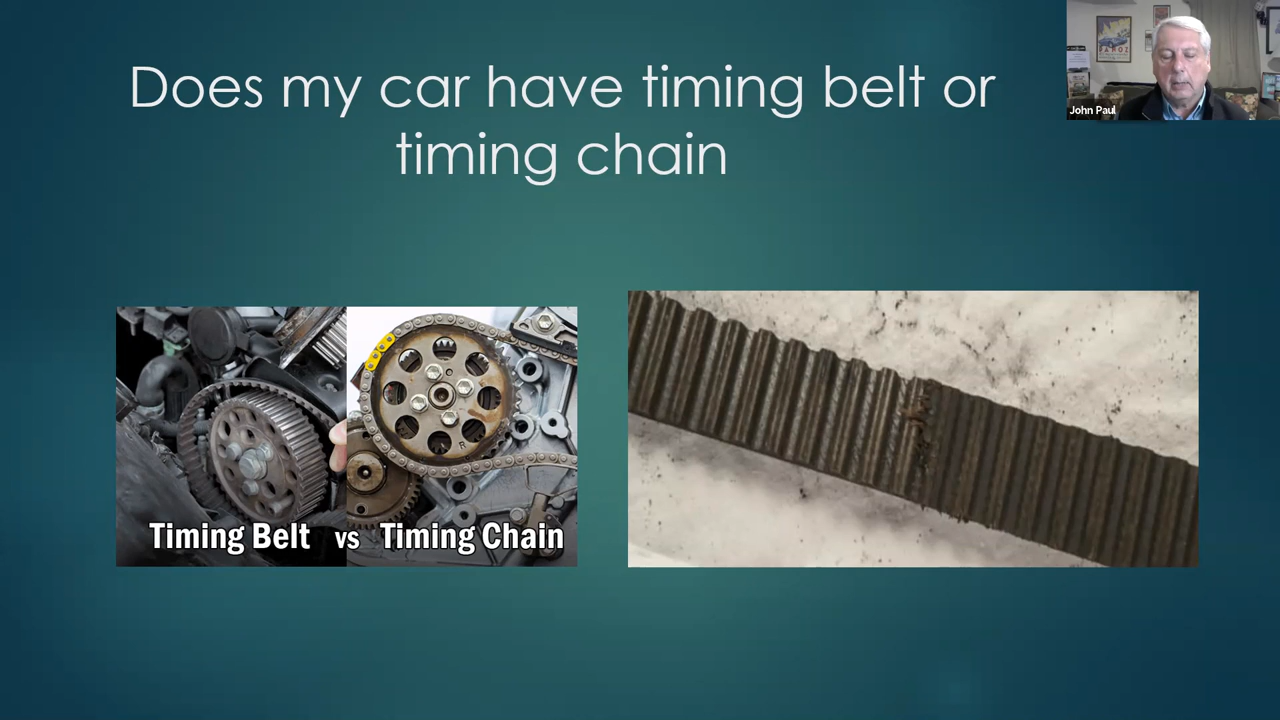 Does my car have timing belt or
timing chain
John Paul
Timing Belt vs Timing Chain